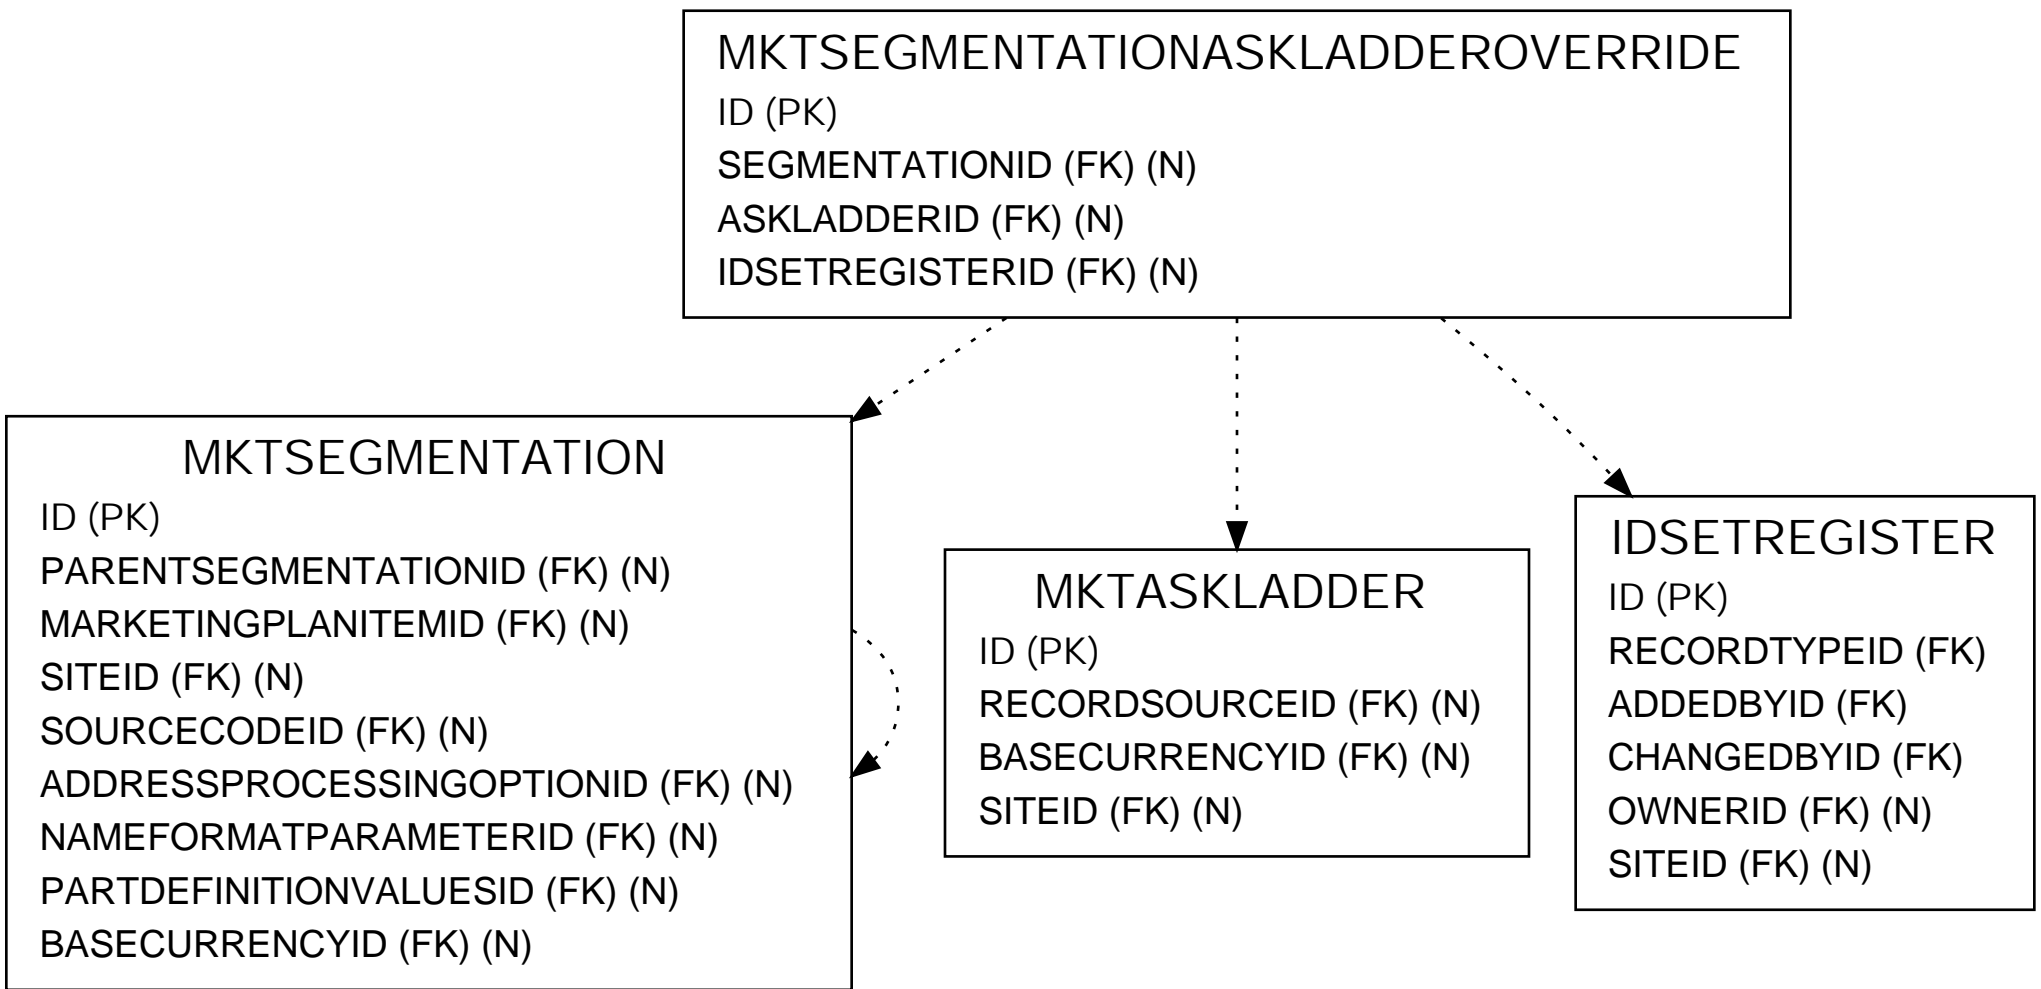 MKTSEGMENTATIONASKLADDEROVERRIDE
ID (PK)
SEGMENTATIONID (FK) (N)
ASKLADDERID (FK) (N)
IDSETREGISTERID (FK) (N)
MKTSEGMENTATION
ID (PK)
PARENTSEGMENTATIONID (FK) (N)
MARKETINGPLANITEMID (FK) (N)
SITEID (FK) (N)
SOURCECODEID (FK) (N)
ADDRESSPROCESSINGOPTIONID (FK) (N)
NAMEFORMATPARAMETERID (FK) (N)
PARTDEFINITIONVALUESID (FK) (N)
BASECURRENCYID (FK) (N)
MKTASKLADDER
ID (PK)
RECORDSOURCEID (FK) (N)
BASECURRENCYID (FK) (N)
SITEID (FK) (N)
IDSETREGISTER
ID (PK)
RECORDTYPEID (FK)
ADDEDBYID (FK)
CHANGEDBYID (FK)
OWNERID (FK) (N)
SITEID (FK) (N)